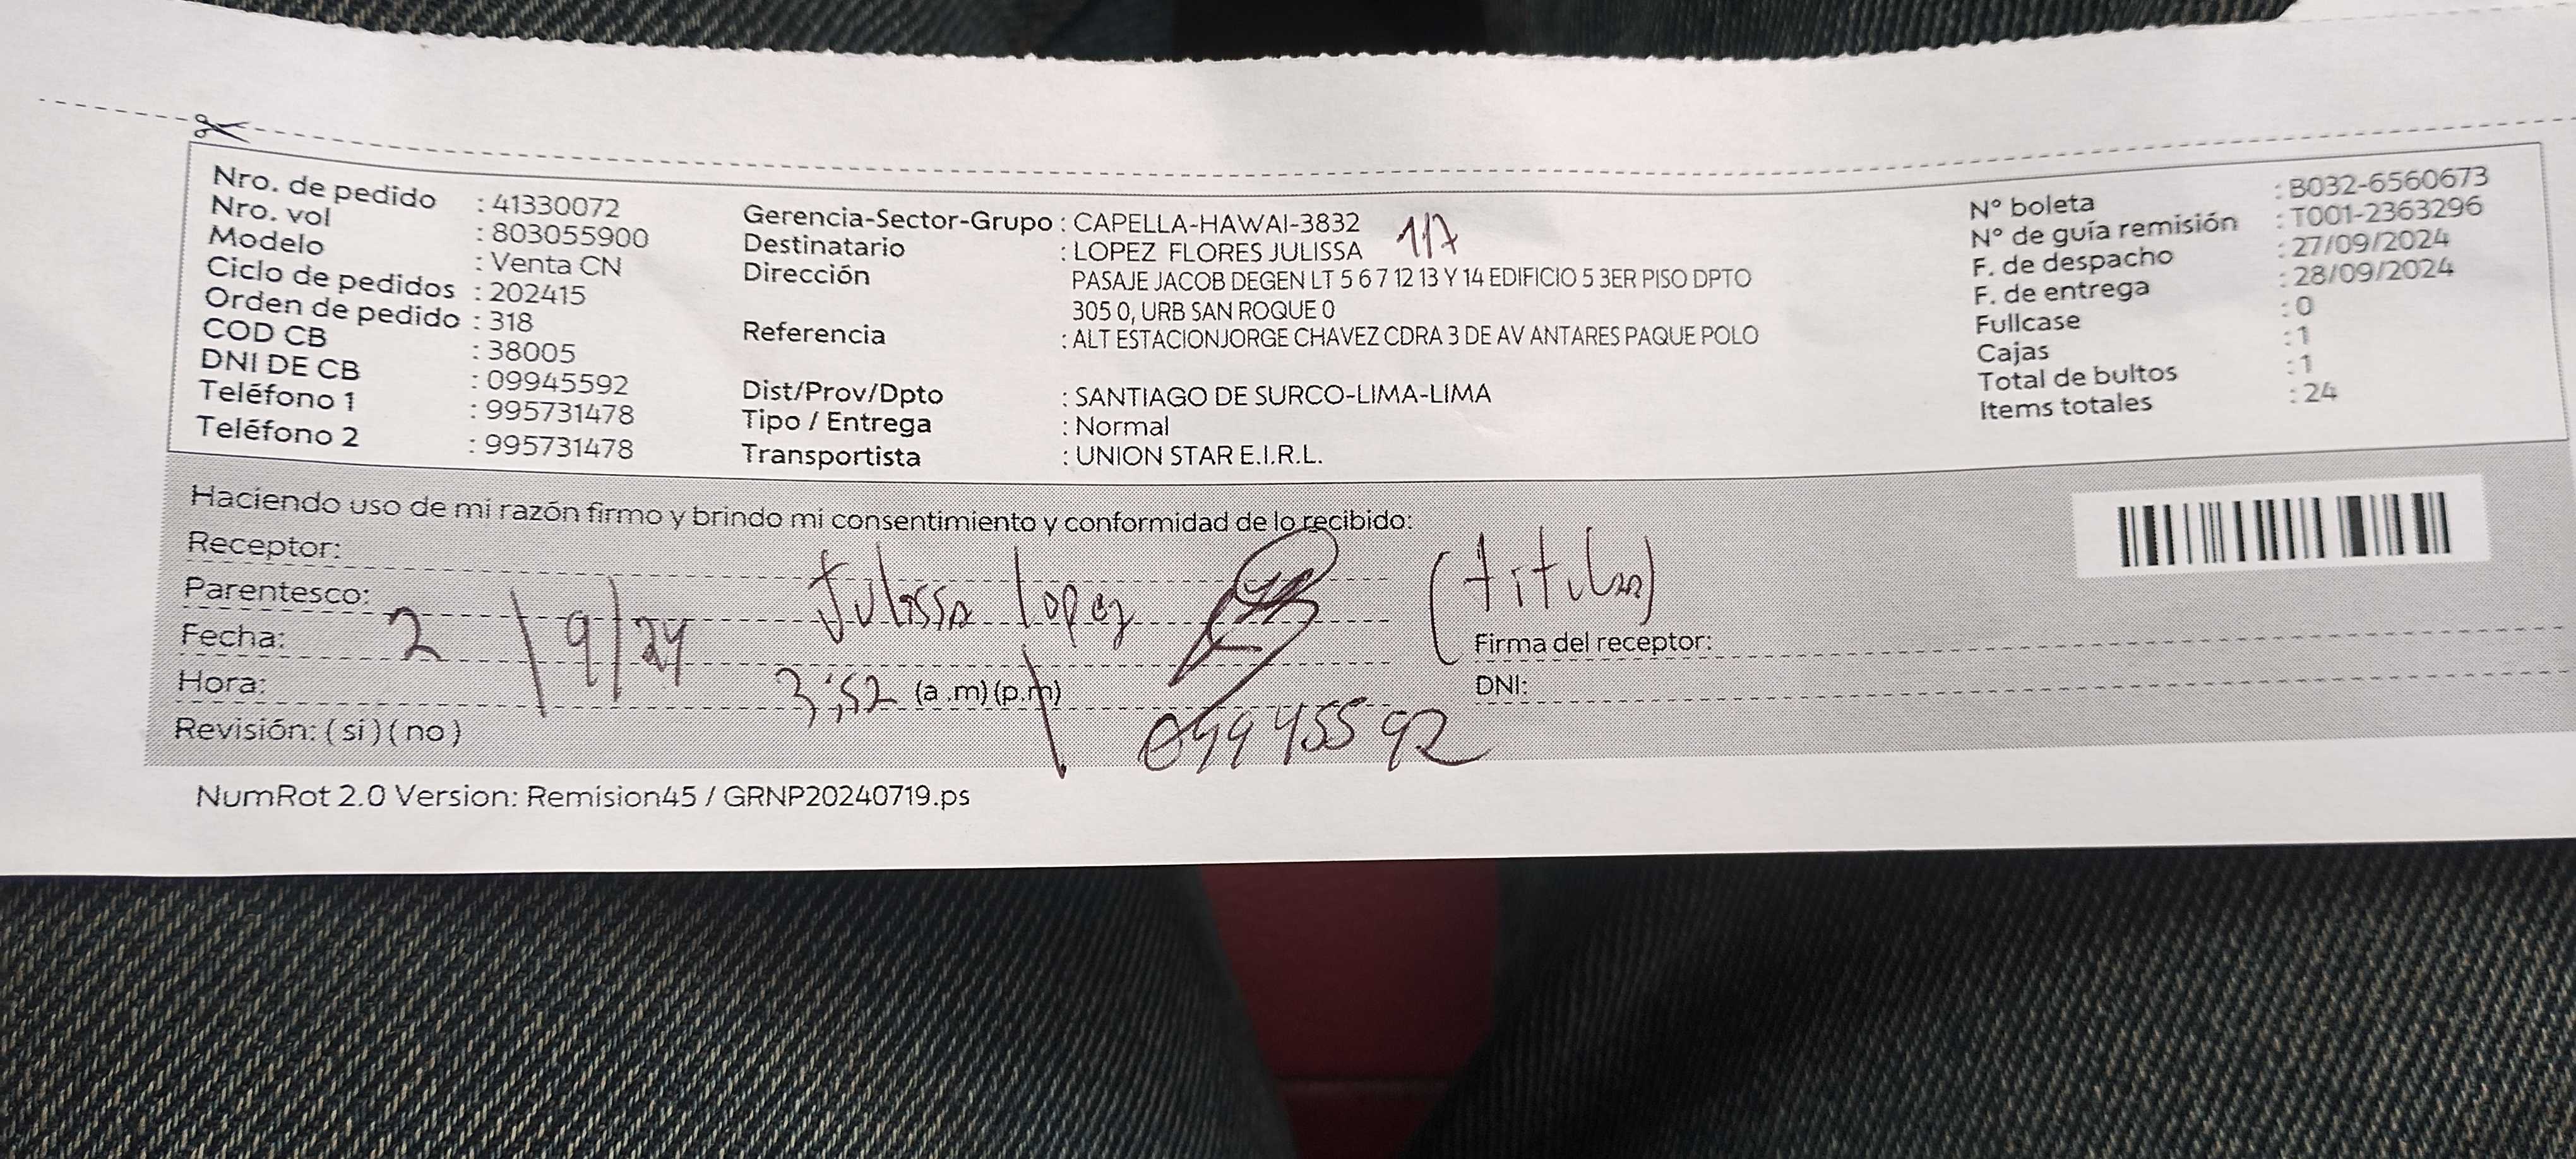 Nro. de pedido : 41330072
Nro. vol : 803055900
Modelo : Venta CN
Ciclo de pedidos : 202415
Orden de pedido : 318
COD CB : 38005
DNI DE CB : 09945592
Teléfono 1 : 995731478
Teléfono 2 : 995731478
Gerencia-Sector-Grupo : CAPELLA-HAWAI-3832
Destinatario : LOPEZ FLORES JULISSA 117
Dirección PASAJE JACOB DEGEN LT 5 6 7 12 13 Y 14 EDIFICIO 5 3ER PISO DPTO
305 0, URB SAN ROQUE 0
Referencia : ALT ESTACIONJORGE CHAVEZ CDRA 3 DE AV ANTARES PAQUE POLO
Dist/Prov/Dpto : SANTIAGO DE SURCO-LIMA-LIMA
Tipo / Entrega : Normal
Transportista : UNION STAR E.I.R.L.
N° boleta : B032-6560673
N° de guía remisión : T001-2363296
F. de despacho : 27/09/2024
F. de entrega : 28/09/2024
Fullcase : 0
Cajas : 1
Total de bultos : 1
Items totales : 24
Haciendo uso de mi razón firmo y brindo mi consentimiento y conformidad de lo recibido:
Receptor:
Parentesco: Julissa Lopez (titular)
Fecha: 2 / 9/24
Firma del receptor:
Hora: 3:52 (a .m) (p.m)
DNI:
09945592
Revisión: ( si ) ( no )
NumRot 2.0 Version: Remision45 / GRNP20240719.ps